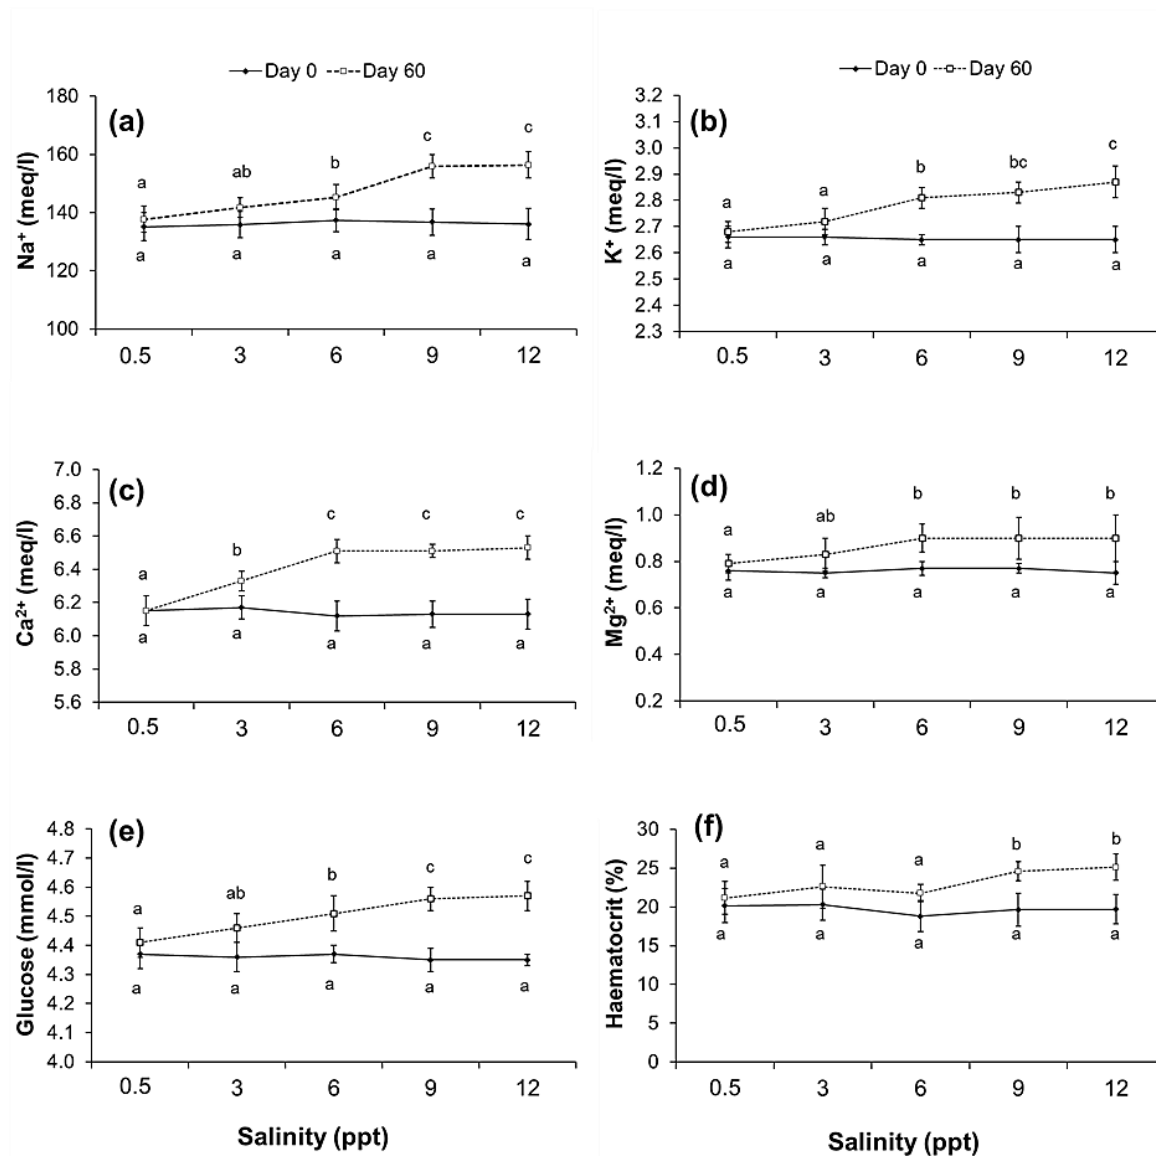 Day 0 Day 60
(a)
Na⁺ (meq/l)
180
160
140
120
100
a ab b c c
a a a a a
0.5 3 6 9 12
Day 0 Day 60
(b)
K⁺ (meq/l)
3.2
3.1
3.0
2.9
2.8
2.7
2.6
2.5
2.4
2.3
a a b bc c
a a a a a
0.5 3 6 9 12
(c)
Ca²⁺ (meq/l)
7.0
6.8
6.6
6.4
6.2
6.0
5.8
5.6
a b c c c
a a a a a
0.5 3 6 9 12
(d)
Mg²⁺ (meq/l)
1.2
1.0
0.8
0.6
0.4
0.2
a ab b b b
a a a a a
0.5 3 6 9 12
(e)
Glucose (mmol/l)
4.8
4.7
4.6
4.5
4.4
4.3
4.2
4.1
4.0
a ab b c c
a a a a a
0.5 3 6 9 12
Salinity (ppt)
(f)
Haematocrit (%)
30
25
20
15
10
5
0
a a a b b
a a a a a
0.5 3 6 9 12
Salinity (ppt)